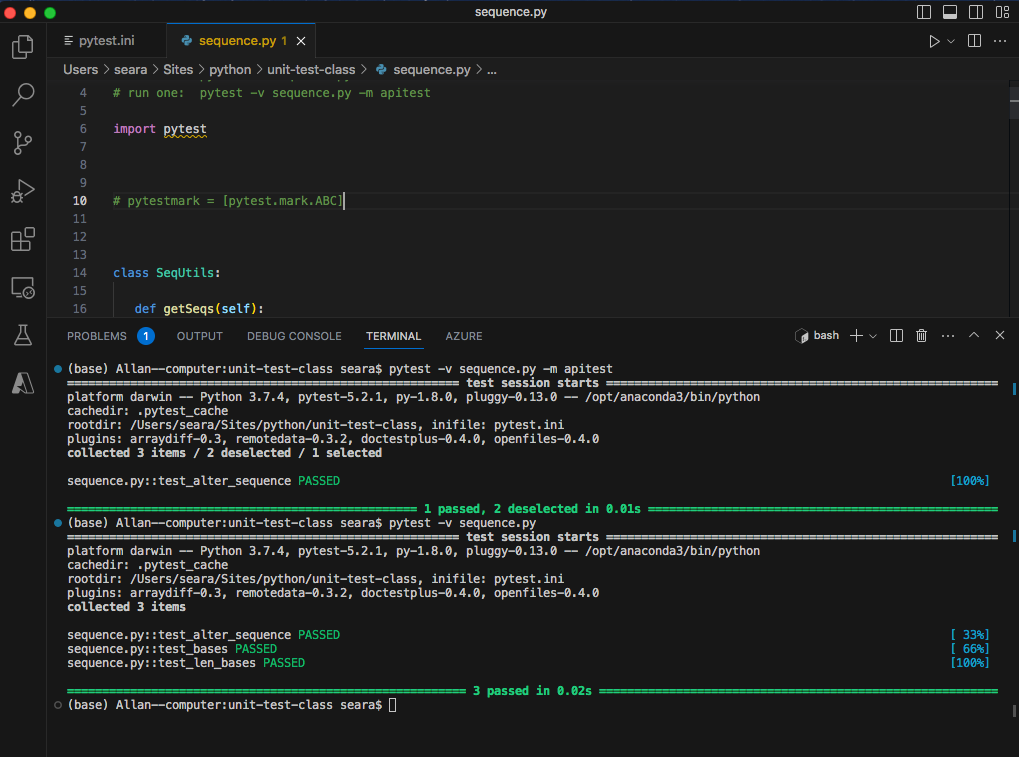 sequence.py
pytest.ini
sequence.py 1
Users > seara > Sites > python > unit-test-class > sequence.py > ...
4 # run one:  pytest -v sequence.py -m apitest
5
6 import pytest
7
8
9
10 # pytestmark = [pytest.mark.ABC]
11
12
13
14 class SeqUtils:
15
16 def getSeqs(self):
PROBLEMS 1 OUTPUT DEBUG CONSOLE TERMINAL AZURE bash
(base) Allan--computer:unit-test-class seara$ pytest -v sequence.py -m apitest
test session starts
platform darwin -- Python 3.7.4, pytest-5.2.1, py-1.8.0, pluggy-0.13.0 -- /opt/anaconda3/bin/python
cachedir: .pytest_cache
rootdir: /Users/seara/Sites/python/unit-test-class, inifile: pytest.ini
plugins: arraydiff-0.3, remotedata-0.3.2, doctestplus-0.4.0, openfiles-0.4.0
collected 3 items / 2 deselected / 1 selected
sequence.py::test_alter_sequence PASSED [100%]
1 passed, 2 deselected in 0.01s
(base) Allan--computer:unit-test-class seara$ pytest -v sequence.py
test session starts
platform darwin -- Python 3.7.4, pytest-5.2.1, py-1.8.0, pluggy-0.13.0 -- /opt/anaconda3/bin/python
cachedir: .pytest_cache
rootdir: /Users/seara/Sites/python/unit-test-class, inifile: pytest.ini
plugins: arraydiff-0.3, remotedata-0.3.2, doctestplus-0.4.0, openfiles-0.4.0
collected 3 items
sequence.py::test_alter_sequence PASSED [ 33%]
sequence.py::test_bases PASSED [ 66%]
sequence.py::test_len_bases PASSED [100%]
3 passed in 0.02s
(base) Allan--computer:unit-test-class seara$